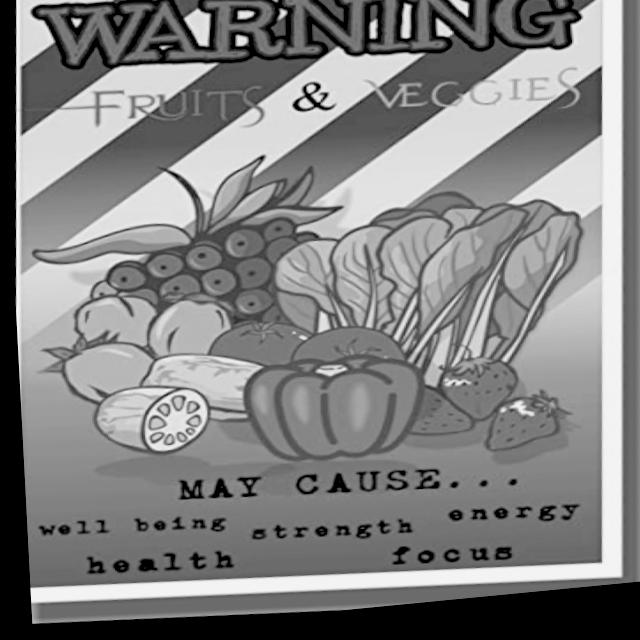 WARNING
FRUITS & VEGGIES
MAY CAUSE...
well being strength energy
health focus